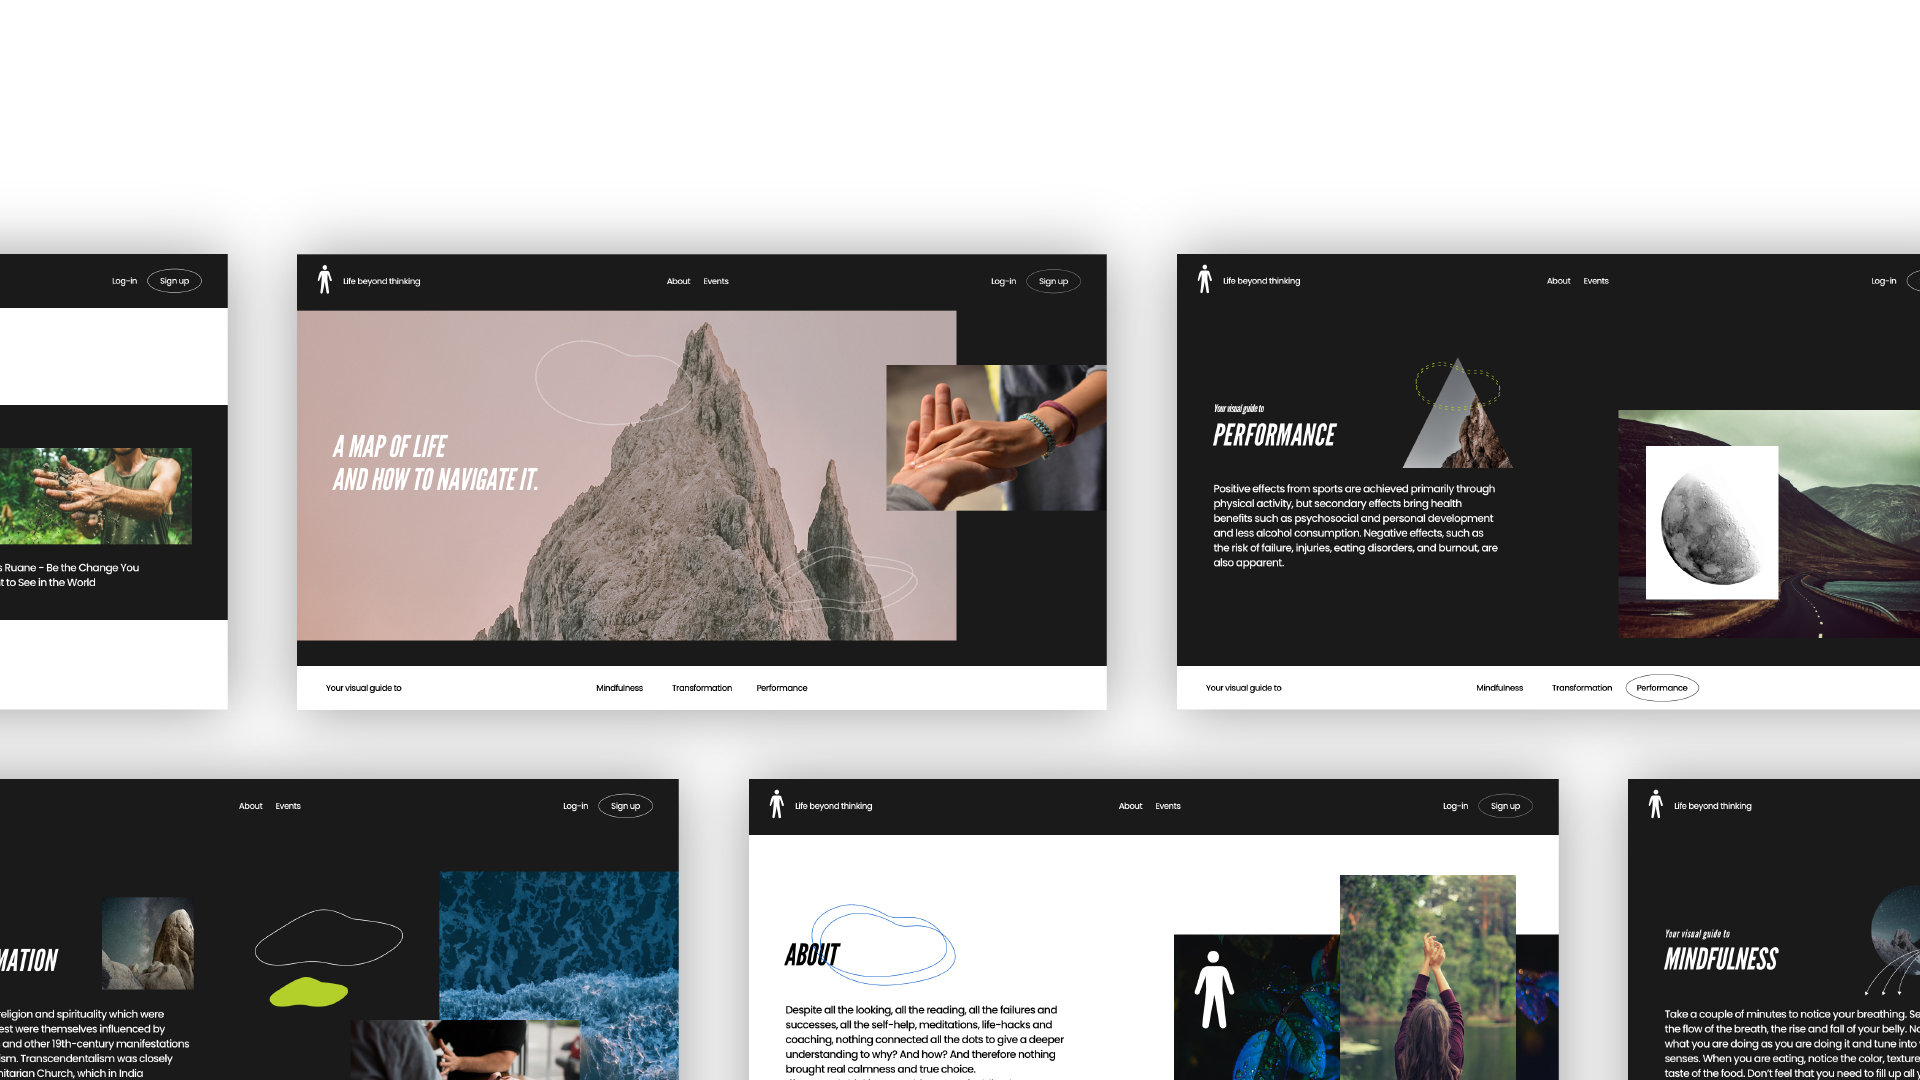 Log-in
Sign up
s Ruane - Be the Change You
t to See in the World
Life beyond thinking
About
Events
Log-in
Sign up
A MAP OF LIFE
AND HOW TO NAVIGATE IT.
Your visual guide to
Mindfulness
Transformation
Performance
Life beyond thinking
About
Events
Log-in
Your visual guide to
PERFORMANCE
Positive effects from sports are achieved primarily through
physical activity, but secondary effects bring health
benefits such as psychosocial and personal development
and less alcohol consumption. Negative effects, such as
the risk of failure, injuries, eating disorders, and burnout, are
also apparent.
Your visual guide to
Mindfulness
Transformation
Performance
About
Events
Log-in
Sign up
MATION
religion and spirituality which were
est were themselves influenced by
and other 19th-century manifestations
sm. Transcendentalism was closely
nitarian Church, which in India
Life beyond thinking
About
Events
Log-in
Sign up
ABOUT
Despite all the looking, all the reading, all the failures and
successes, all the self-help, meditations, life-hacks and
coaching, nothing connected all the dots to give a deeper
understanding to why? And how? And therefore nothing
brought real calmness and true choice.
Life beyond thinking
Your visual guide to
MINDFULNESS
Take a couple of minutes to notice your breathing. Se
the flow of the breath, the rise and fall of your belly. No
what you are doing as you are doing it and tune into
senses. When you are eating, notice the color, texture
taste of the food. Don't feel that you need to fill up all y